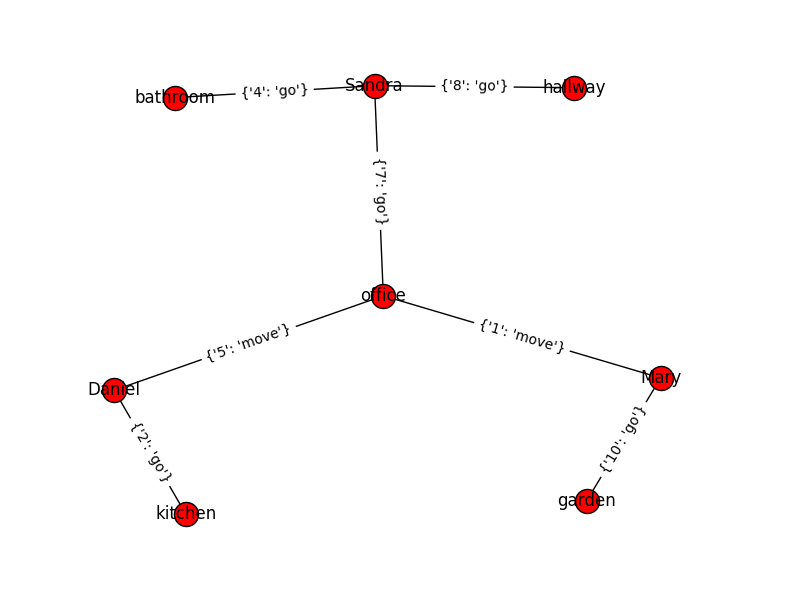 bathroom
{'4': 'go'}
Sandra
{'8': 'go'}
hallway
{'7': 'go'}
office
{'5': 'move'}
{'1': 'move'}
Daniel
Mary
{'2': 'go'}
{'10': 'go'}
kitchen
garden